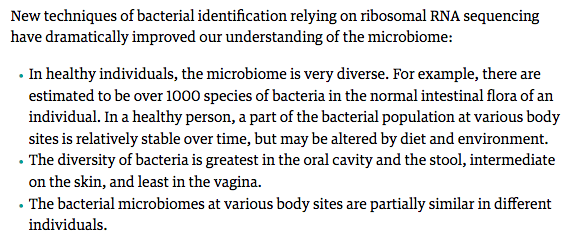 New techniques of bacterial identification relying on ribosomal RNA sequencing
have dramatically improved our understanding of the microbiome:
• In healthy individuals, the microbiome is very diverse. For example, there are
estimated to be over 1000 species of bacteria in the normal intestinal flora of an
individual. In a healthy person, a part of the bacterial population at various body
sites is relatively stable over time, but may be altered by diet and environment.
• The diversity of bacteria is greatest in the oral cavity and the stool, intermediate
on the skin, and least in the vagina.
• The bacterial microbiomes at various body sites are partially similar in different
individuals.